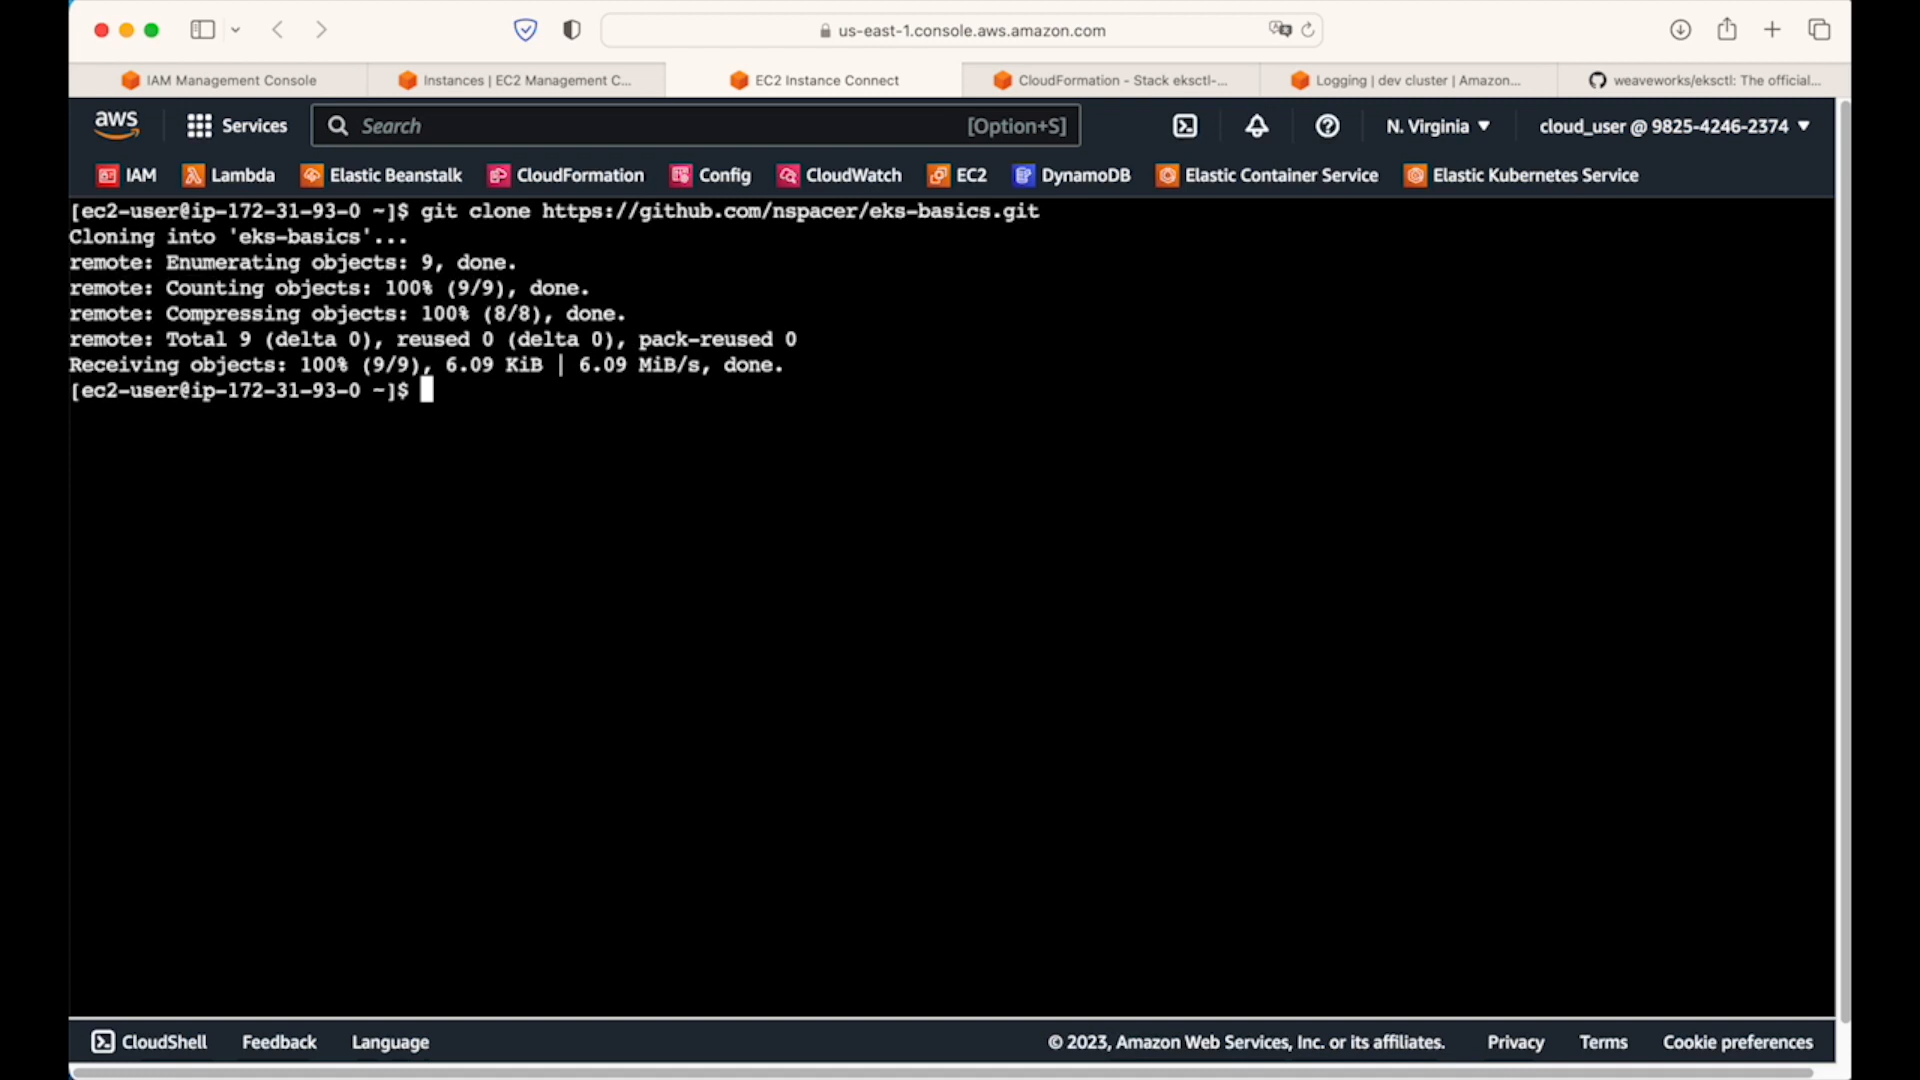 us-east-1.console.aws.amazon.com
IAM Management Console
Instances | EC2 Management C...
EC2 Instance Connect
CloudFormation - Stack eksctl-...
Logging | dev cluster | Amazon...
weaveworks/eksctl: The official...
aws
Services
Search
[Option+S]
N. Virginia
cloud_user @ 9825-4246-2374
IAM
Lambda
Elastic Beanstalk
CloudFormation
Config
CloudWatch
EC2
DynamoDB
Elastic Container Service
Elastic Kubernetes Service
[ec2-user@ip-172-31-93-0 ~]$ git clone https://github.com/nspacer/eks-basics.git
Cloning into 'eks-basics'...
remote: Enumerating objects: 9, done.
remote: Counting objects: 100% (9/9), done.
remote: Compressing objects: 100% (8/8), done.
remote: Total 9 (delta 0), reused 0 (delta 0), pack-reused 0
Receiving objects: 100% (9/9), 6.09 KiB | 6.09 MiB/s, done.
[ec2-user@ip-172-31-93-0 ~]$
CloudShell
Feedback
Language
© 2023, Amazon Web Services, Inc. or its affiliates.
Privacy
Terms
Cookie preferences